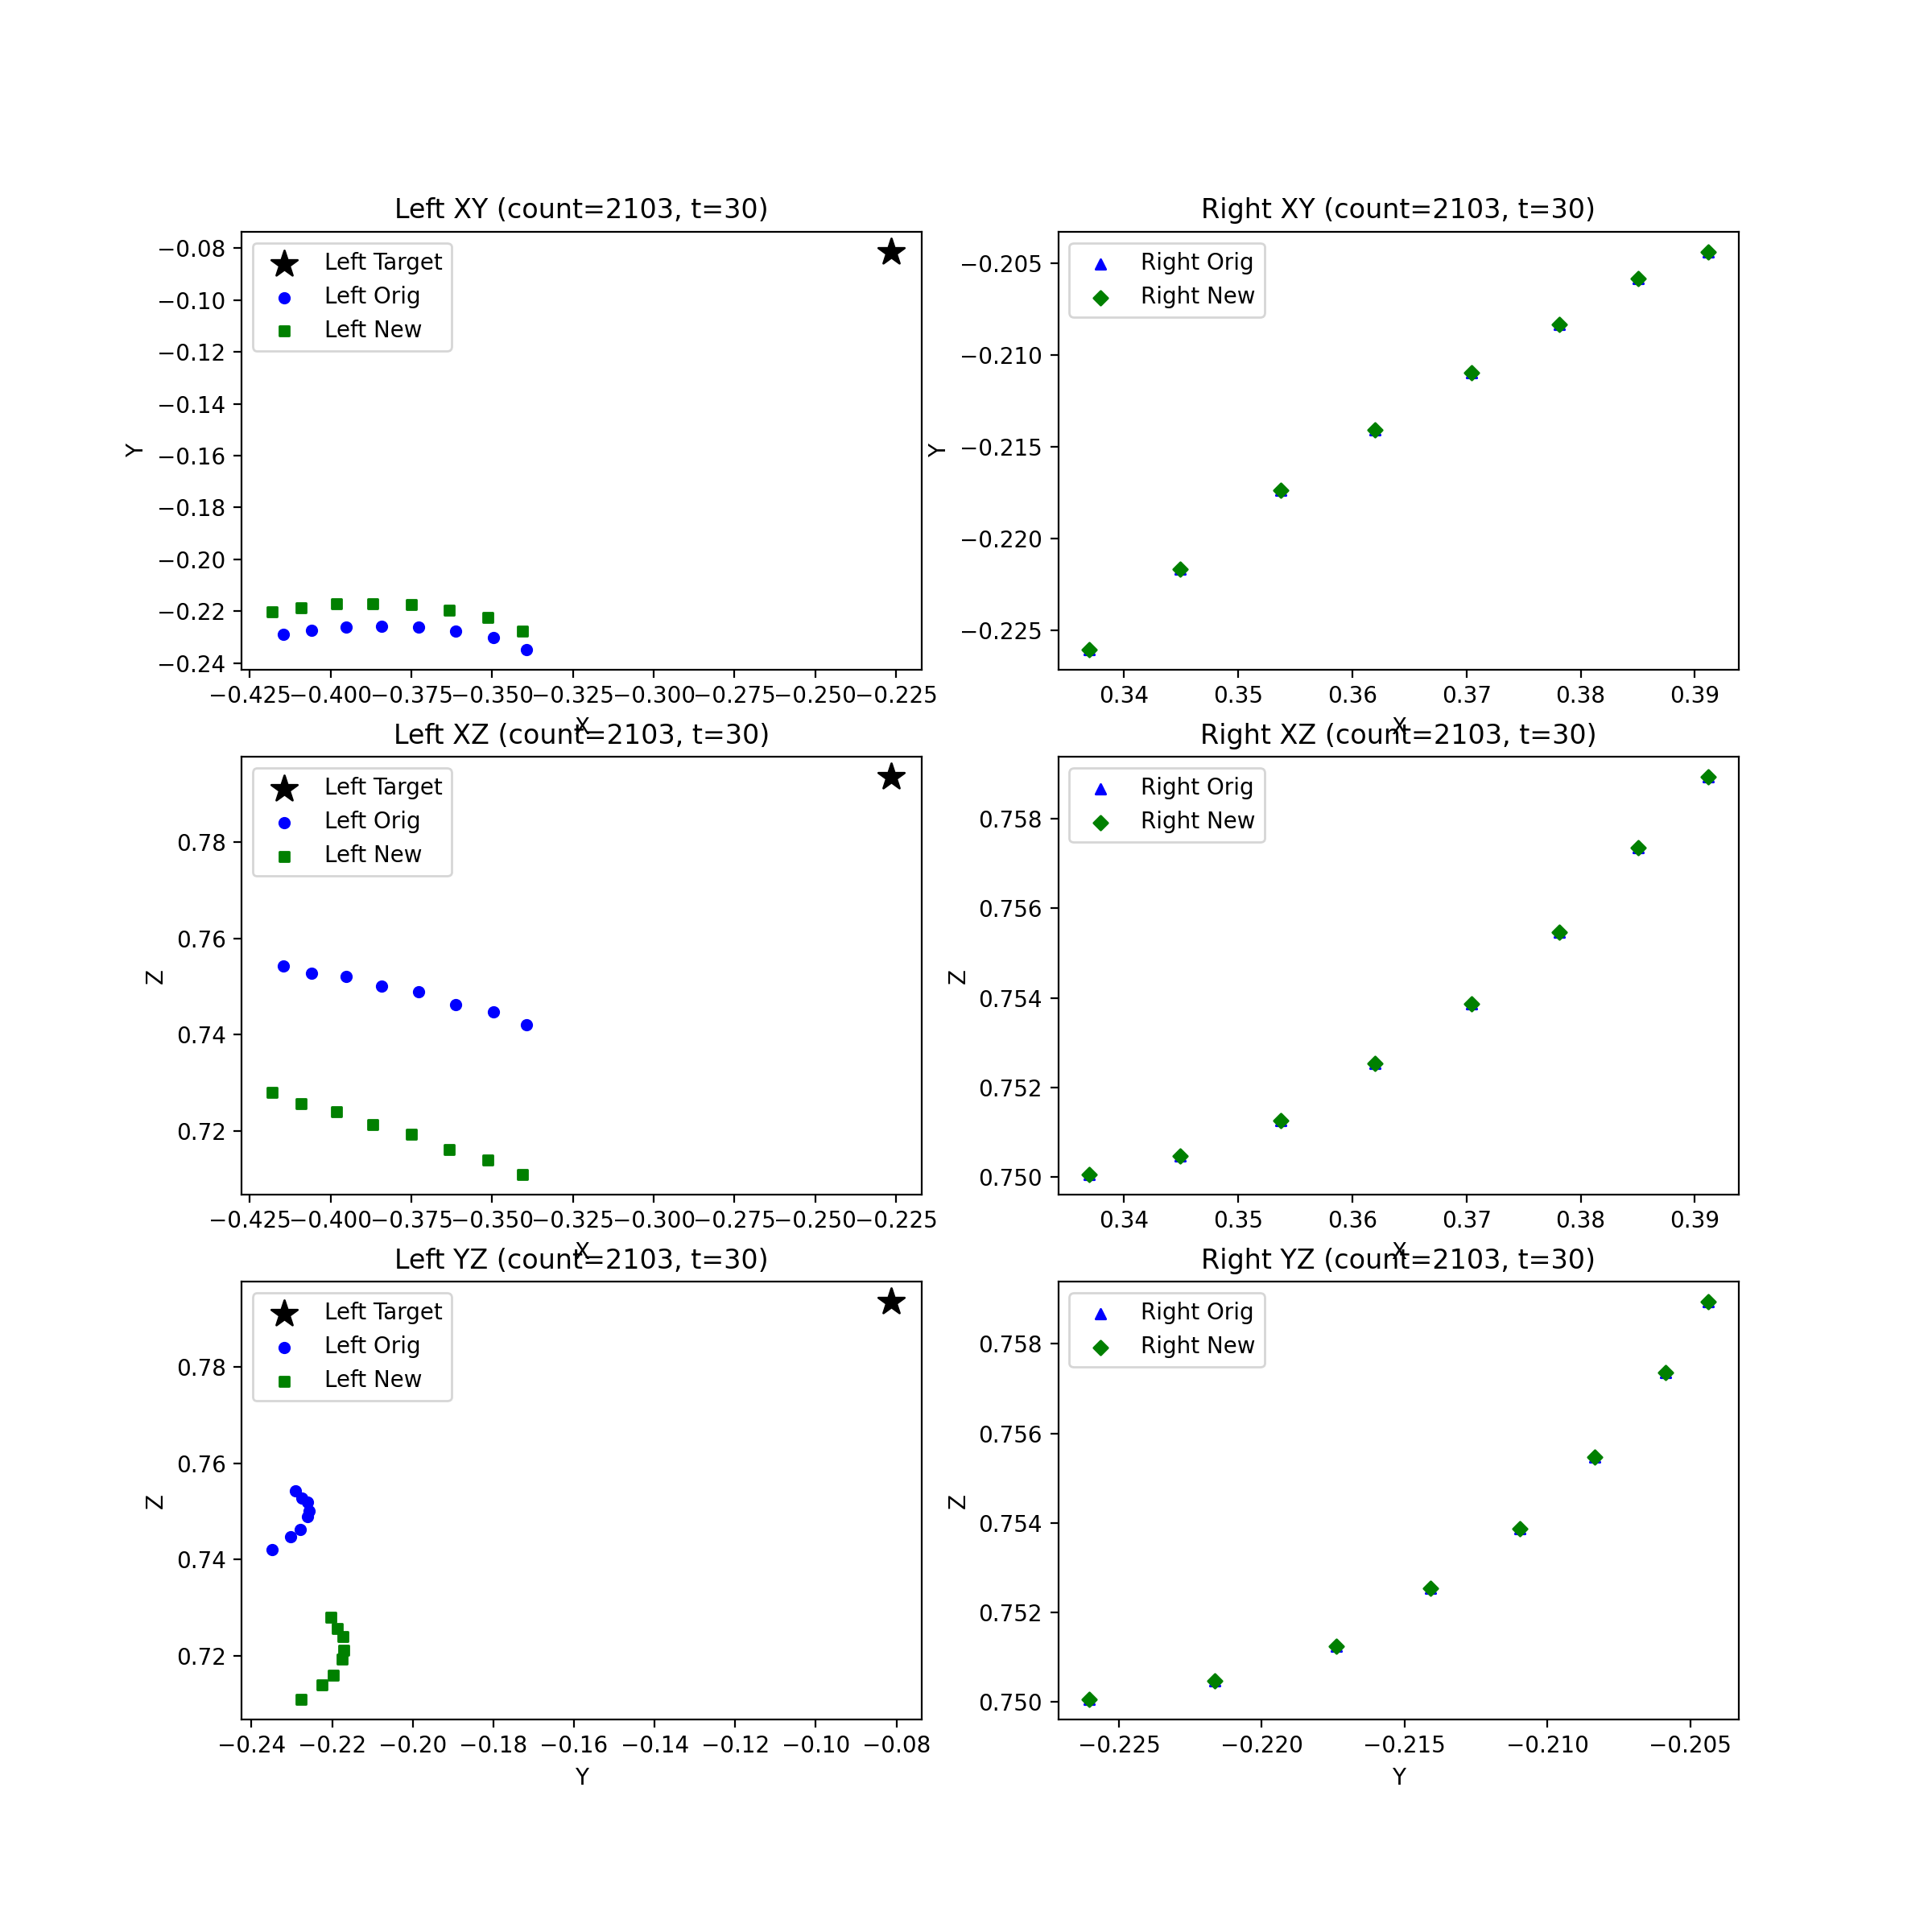 Left XY (count=2103, t=30)
Left Target
Left Orig
Left New
−0.08
−0.10
−0.12
−0.14
−0.16
−0.18
−0.20
−0.22
−0.24
Y
−0.425 −0.400 −0.375 −0.350 −0.325 −0.300 −0.275 −0.250 −0.225
X
Right XY (count=2103, t=30)
Right Orig
Right New
−0.205
−0.210
−0.215
−0.220
−0.225
Y
0.34 0.35 0.36 0.37 0.38 0.39
X
Left XZ (count=2103, t=30)
Left Target
Left Orig
Left New
0.78
0.76
0.74
0.72
Z
−0.425 −0.400 −0.375 −0.350 −0.325 −0.300 −0.275 −0.250 −0.225
X
Right XZ (count=2103, t=30)
Right Orig
Right New
0.758
0.756
0.754
0.752
0.750
Z
0.34 0.35 0.36 0.37 0.38 0.39
X
Left YZ (count=2103, t=30)
Left Target
Left Orig
Left New
0.78
0.76
0.74
0.72
Z
−0.24 −0.22 −0.20 −0.18 −0.16 −0.14 −0.12 −0.10 −0.08
Y
Right YZ (count=2103, t=30)
Right Orig
Right New
0.758
0.756
0.754
0.752
0.750
Z
−0.225 −0.220 −0.215 −0.210 −0.205
Y